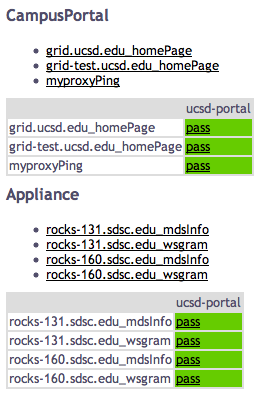 CampusPortal
grid.ucsd.edu_homePage
grid-test.ucsd.edu_homePage
myproxyPing
ucsd-portal
grid.ucsd.edu_homePage pass
grid-test.ucsd.edu_homePage pass
myproxyPing pass
Appliance
rocks-131.sdsc.edu_mdsInfo
rocks-131.sdsc.edu_wsgram
rocks-160.sdsc.edu_mdsInfo
rocks-160.sdsc.edu_wsgram
ucsd-portal
rocks-131.sdsc.edu_mdsInfo pass
rocks-131.sdsc.edu_wsgram pass
rocks-160.sdsc.edu_mdsInfo pass
rocks-160.sdsc.edu_wsgram pass